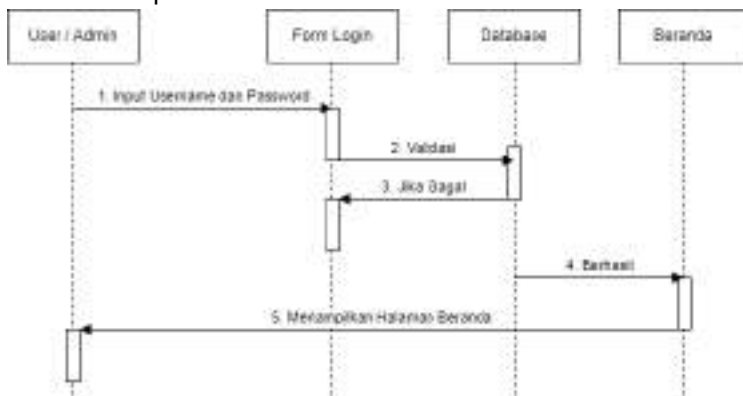 User / Admin
Form Login
Database
Beranda
1. Input Username dan Password
2. Validasi
3. Jika Gagal
4. Berhasil
5. Menampilkan Halaman Beranda